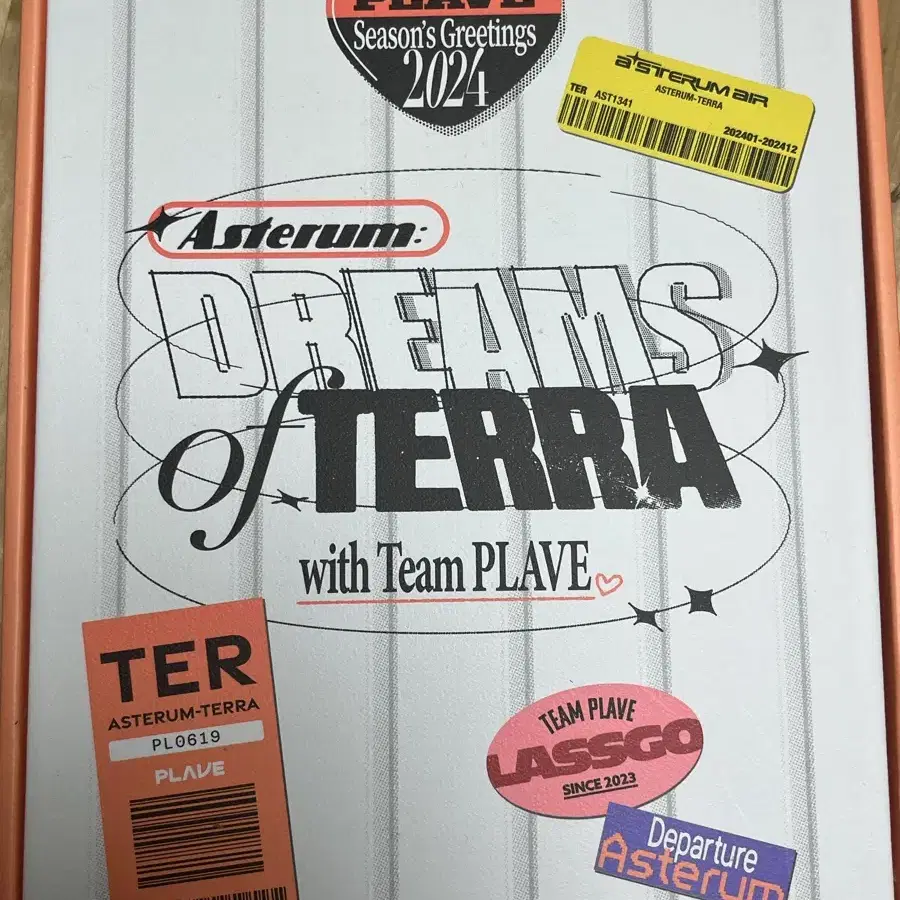 PLAVE
Season's Greetings
2024
asterum air
ASTERUM-TERRA
TER AST1341
202401-202412
Asterum:
DREAMS
of TERRA
with Team PLAVE
TER
ASTERUM-TERRA
PL0619
PLAVE
TEAM PLAVE
LASSGO
SINCE 2023
Departure
Asterum